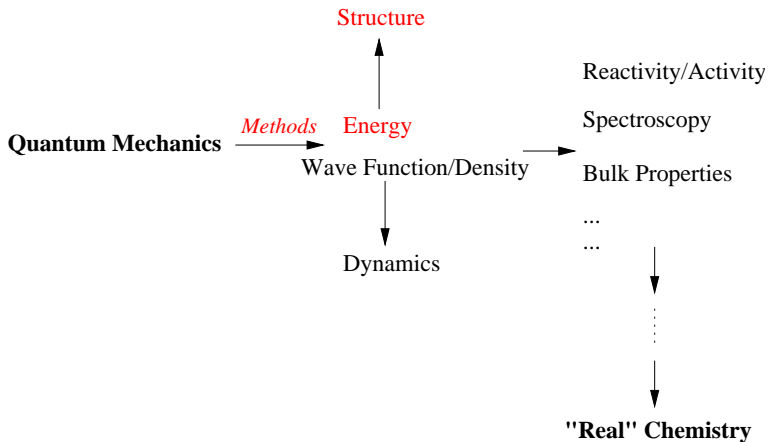 Structure
Reactivity/Activity
Methods
Energy
Spectroscopy
Quantum Mechanics
Wave Function/Density
Bulk Properties
...
...
Dynamics
"Real" Chemistry